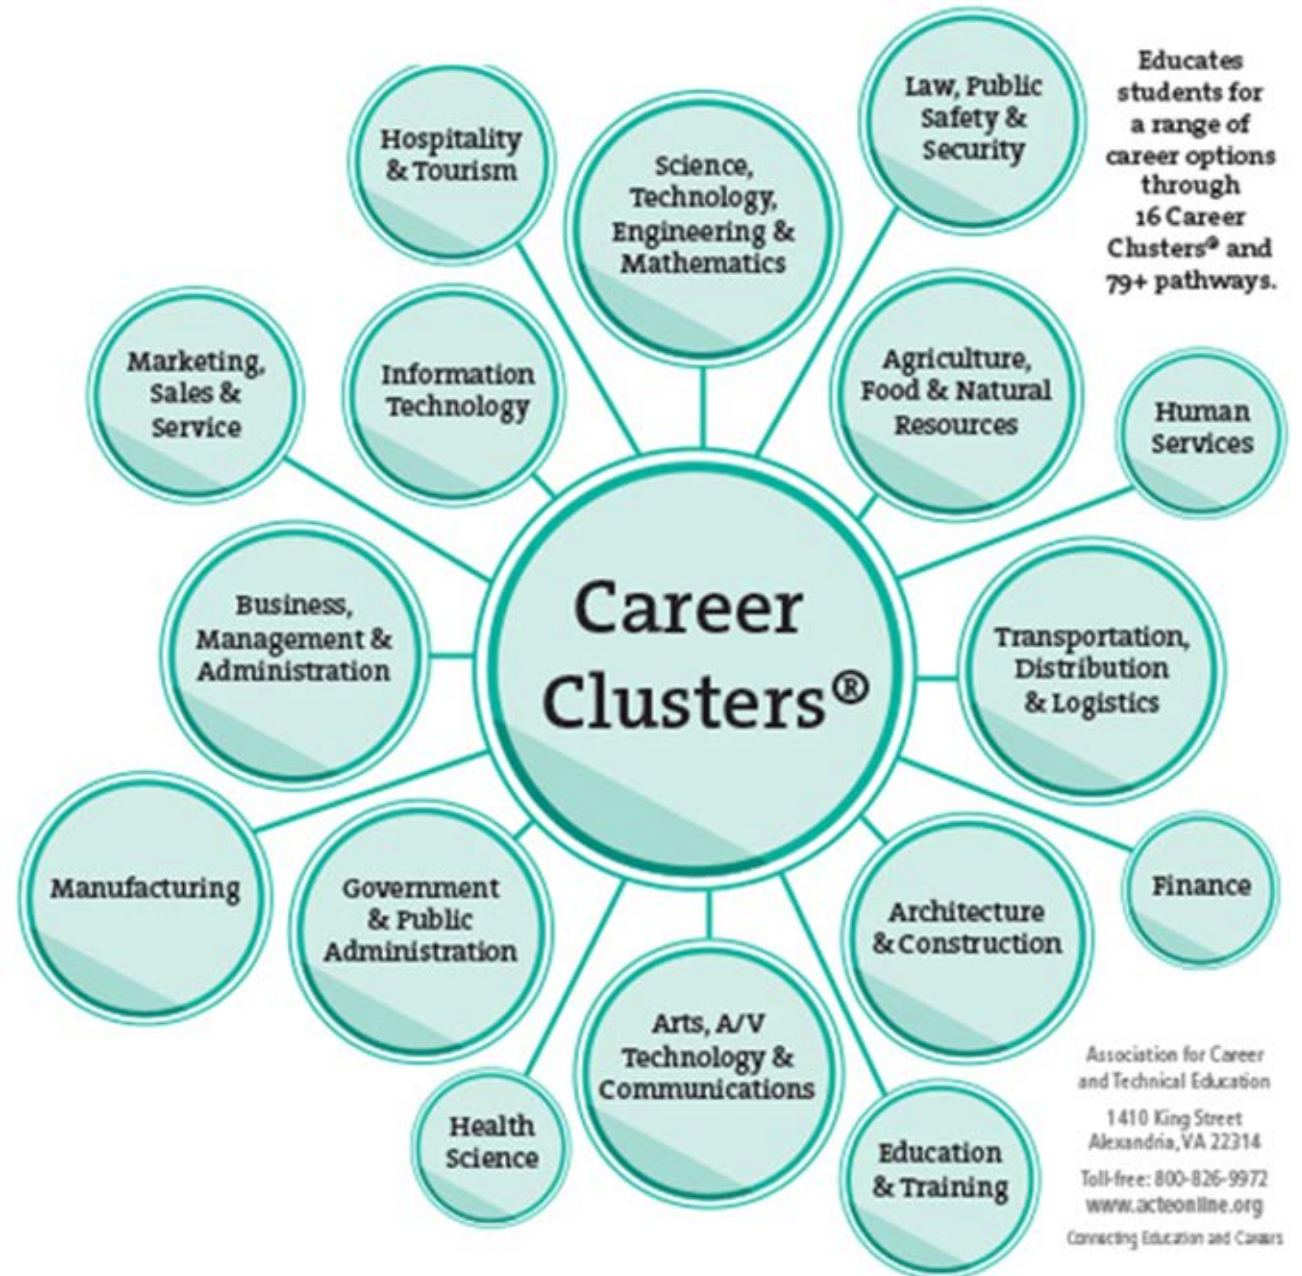 Hospitality
& Tourism
Science,
Technology,
Engineering &
Mathematics
Law, Public
Safety &
Security
Educates
students for
a range of
career options
through
16 Career
Clusters® and
79+ pathways.
Marketing,
Sales &
Service
Information
Technology
Agriculture,
Food & Natural
Resources
Human
Services
Business,
Management &
Administration
Career
Clusters®
Transportation,
Distribution
& Logistics
Manufacturing
Government
& Public
Administration
Architecture
& Construction
Finance
Health
Science
Arts, A/V
Technology &
Communications
Education
& Training
Association for Career
and Technical Education
1410 King Street
Alexandria, VA 22314
Toll-free: 800-826-9972
www.acteonline.org
Connecting Education and Careers